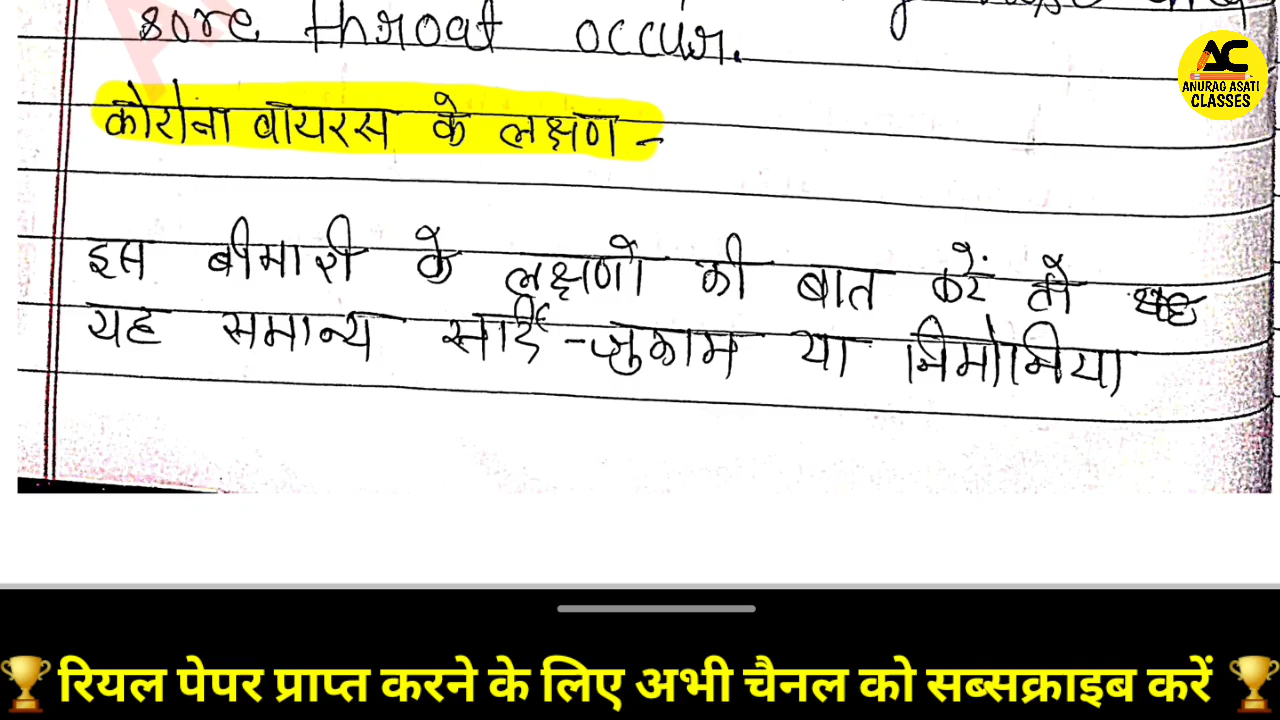 sore throat occur.
AC
ANURAG ASATI
CLASSES
कोरोना वायरस के लक्षण -
इस बीमारी के लक्षणो की बात करें तो
यह समान्य सार्दी -जुकाम या निमोनिया
🏆 रियल पेपर प्राप्त करने के लिए अभी चैनल को सब्सक्राइब करें 🏆